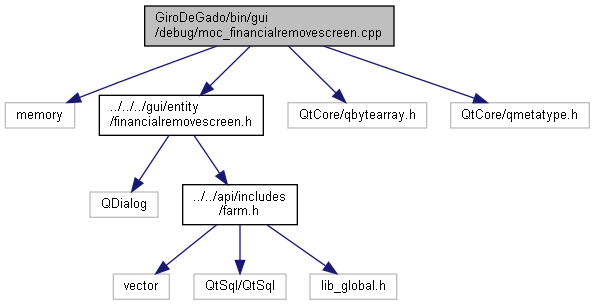 GiroDeGado/bin/gui
/debug/moc_financialremovescreen.cpp
memory
../../../gui/entity
/financialremovescreen.h
QtCore/qbytearray.h
QtCore/qmetatype.h
QDialog
../../api/includes
/farm.h
vector
QtSql/QtSql
lib_global.h